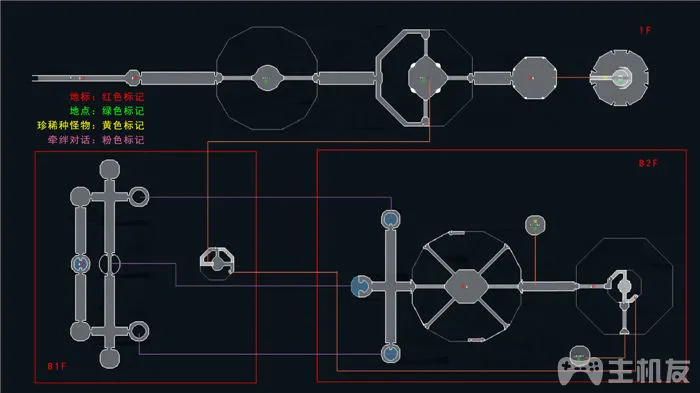 1F
地标：红色标记
地点：绿色标记
珍稀种怪物：黄色标记
牵绊对话：粉色标记
B2F
B1F
主机友